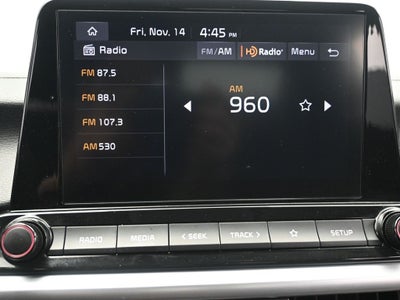 Fri, Nov. 14 4:45 PM
Radio FM/AM HD Radio Menu
FM 87.5
FM 88.1
FM 107.3
AM 530
AM
960
RADIO MEDIA < SEEK TRACK > SETUP